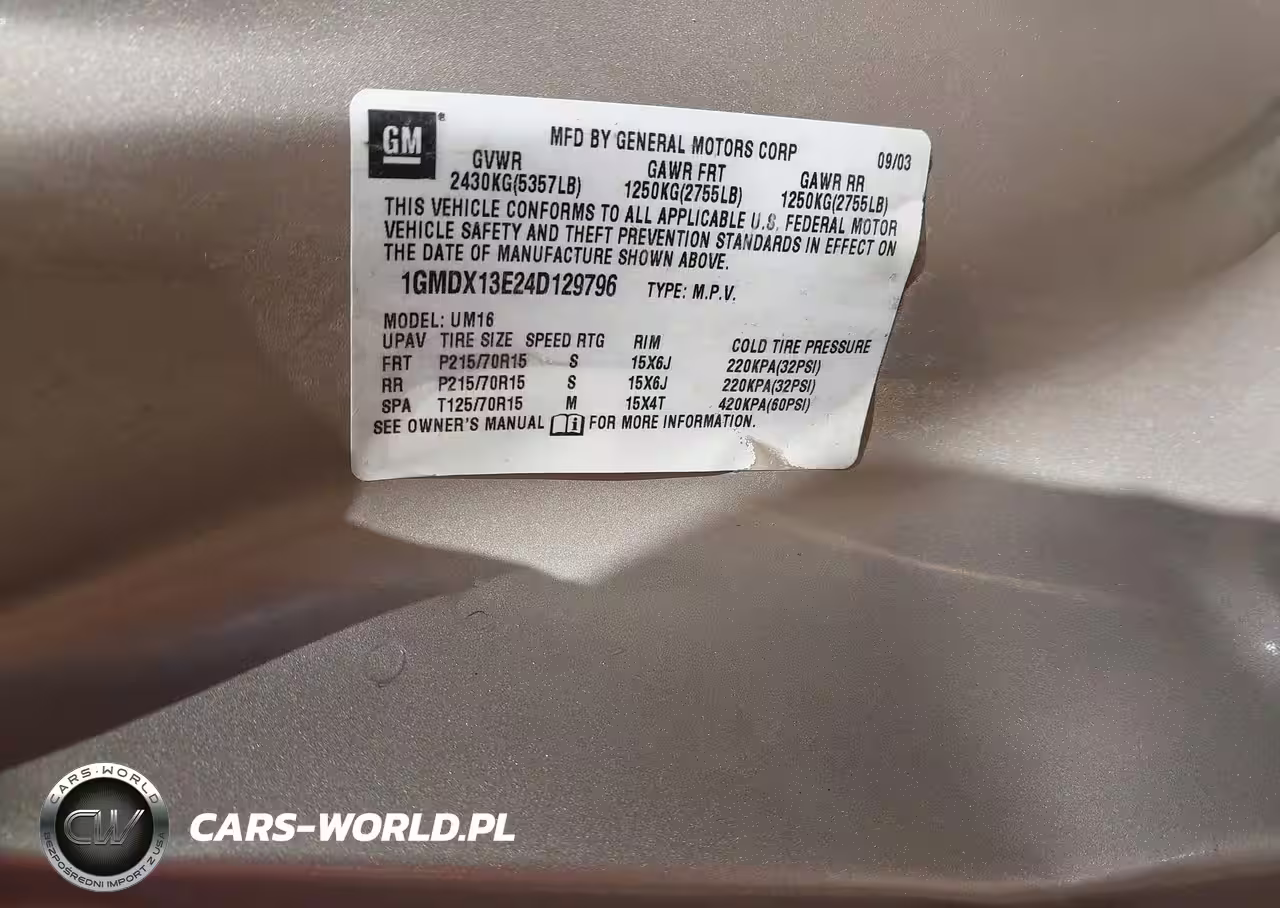 GM®
MFD BY GENERAL MOTORS CORP
09/03
GVWR GAWR FRT GAWR RR
2430KG(5357LB) 1250KG(2755LB) 1250KG(2755LB)
THIS VEHICLE CONFORMS TO ALL APPLICABLE U.S. FEDERAL MOTOR
VEHICLE SAFETY AND THEFT PREVENTION STANDARDS IN EFFECT ON
THE DATE OF MANUFACTURE SHOWN ABOVE.
1GMDX13E24D129796 TYPE: M.P.V.
MODEL: UM16
UPAV TIRE SIZE SPEED RTG RIM COLD TIRE PRESSURE
FRT P215/70R15 S 15X6J 220KPA(32PSI)
RR P215/70R15 S 15X6J 220KPA(32PSI)
SPA T125/70R15 M 15X4T 420KPA(60PSI)
SEE OWNER'S MANUAL FOR MORE INFORMATION.
CARS-WORLD
CW
BEZPOŚREDNI IMPORT Z USA
CARS-WORLD.PL